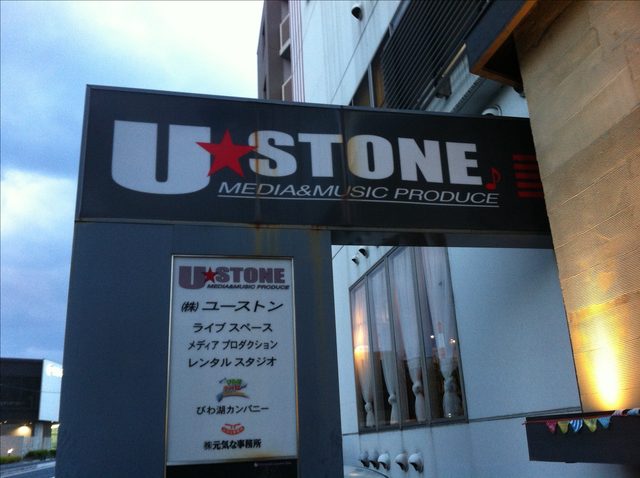 U★STONE♪
MEDIA&MUSIC PRODUCE
U★STONE
MEDIA&MUSIC PRODUCE
㈱ ユーストン
ライブ スペース
メディア プロダクション
レンタル スタジオ
びわ湖カンパニー
㈱元気な事務所